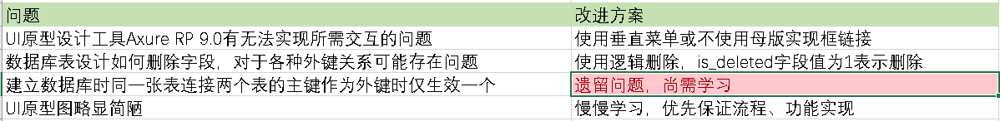 问题 改进方案
UI原型设计工具Axure RP 9.0有无法实现所需交互的问题 使用垂直菜单或不使用母版实现框链接
数据库表设计如何删除字段，对于各种外键关系可能存在问题 使用逻辑删除，is_deleted字段值为1表示删除
建立数据库时同一张表连接两个表的主键作为外键时仅生效一个 遗留问题，尚需学习
UI原型图略显简陋 慢慢学习，优先保证流程、功能实现